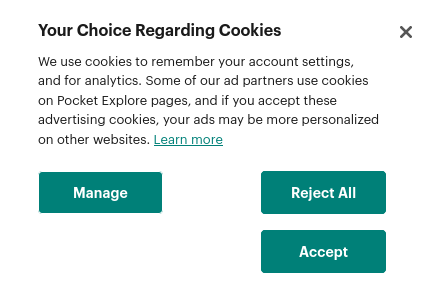 Your Choice Regarding Cookies
We use cookies to remember your account settings,
and for analytics. Some of our ad partners use cookies
on Pocket Explore pages, and if you accept these
advertising cookies, your ads may be more personalized
on other websites. Learn more
Manage
Reject All
Accept